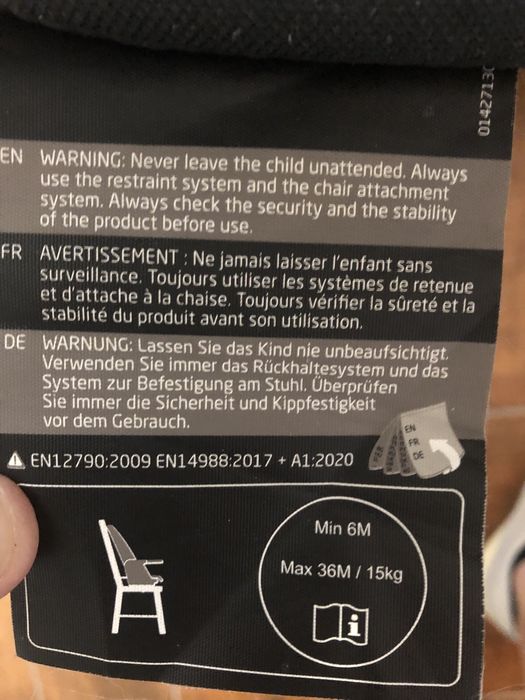 01427130
EN WARNING: Never leave the child unattended. Always
use the restraint system and the chair attachment
system. Always check the security and the stability
of the product before use.
FR AVERTISSEMENT : Ne jamais laisser l'enfant sans
surveillance. Toujours utiliser les systèmes de retenue
et d'attache à la chaise. Toujours vérifier la sûreté et la
stabilité du produit avant son utilisation.
DE WARNUNG: Lassen Sie das Kind nie unbeaufsichtigt.
Verwenden Sie immer das Rückhaltesystem und das
System zur Befestigung am Stuhl. Überprüfen
Sie immer die Sicherheit und Kippfestigkeit
vor dem Gebrauch.
EN
FR
DE
EN12790:2009 EN14988:2017 + A1:2020
Min 6M
Max 36M / 15kg
i